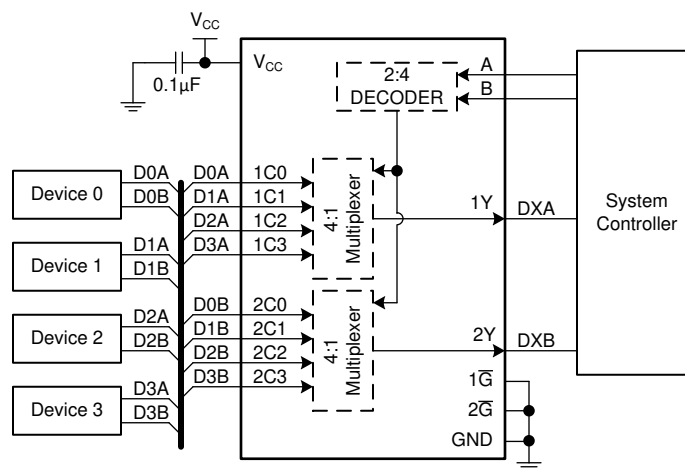 VCC
0.1µF
VCC
2:4
DECODER
A
B
Device 0
D0A
D0B
Device 1
D1A
D1B
Device 2
D2A
D2B
Device 3
D3A
D3B
D0A 1C0
D1A 1C1
D2A 1C2
D3A 1C3
4:1
Multiplexer
D0B 2C0
D1B 2C1
D2B 2C2
D3B 2C3
4:1
Multiplexer
1Y DXA
2Y DXB
1G̅
2G̅
GND
System
Controller